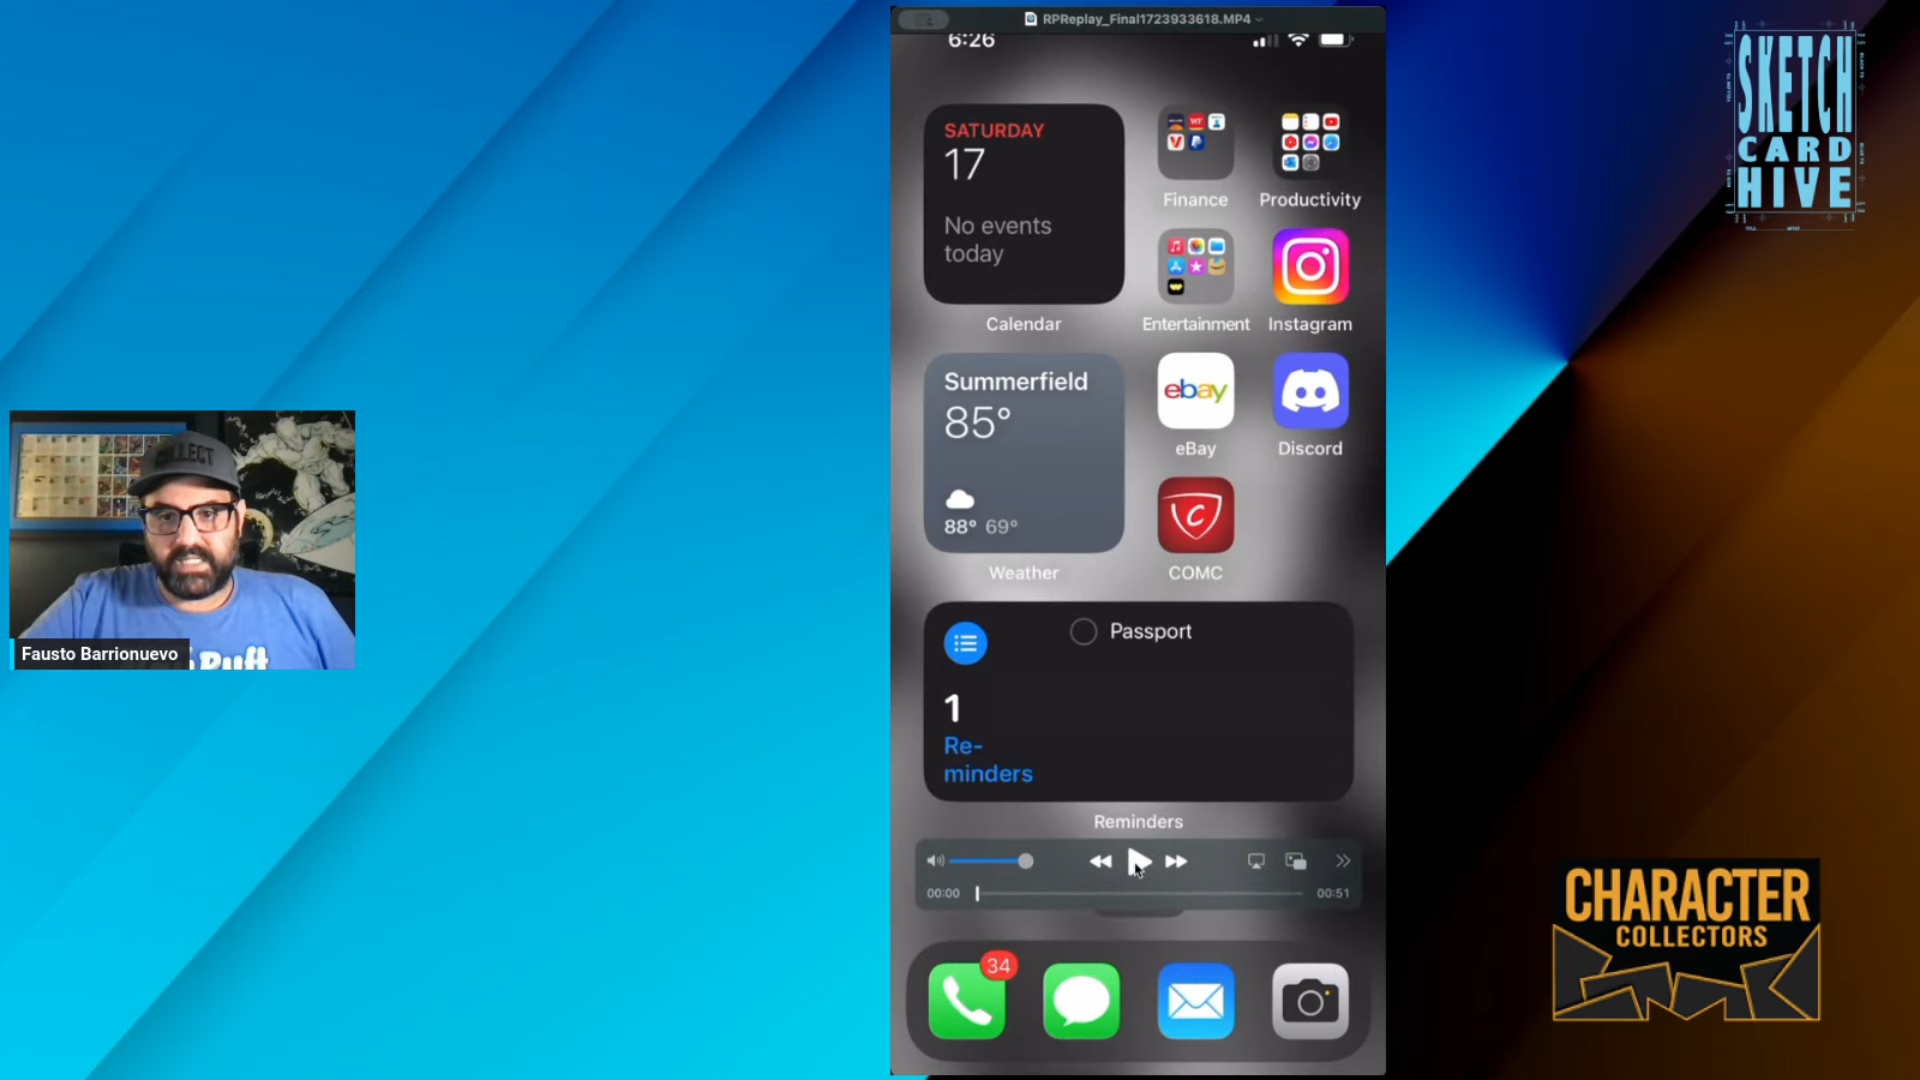 RPReplay_Final1723933618.MP4
6:26
SATURDAY
17
No events
today
Calendar
Finance
Productivity
Entertainment
Instagram
Summerfield
85°
88° 69°
Weather
ebay
eBay
Discord
C
COMC
Passport
1
Re-
minders
Reminders
00:00
00:51
34
COLLECT
Fausto Barrionuevo
SKETCH
CARD
HIVE
CHARACTER
COLLECTORS